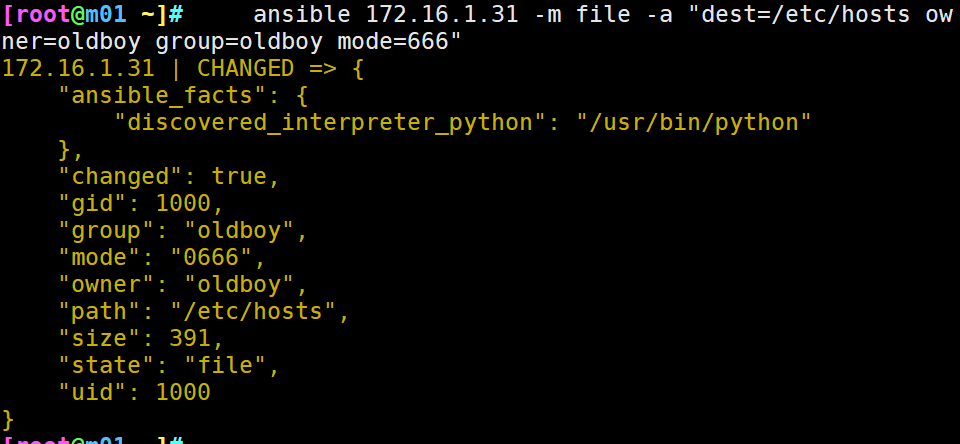 [root@m01 ~]#     ansible 172.16.1.31 -m file -a "dest=/etc/hosts ow
ner=oldboy group=oldboy mode=666"
172.16.1.31 | CHANGED => {
    "ansible_facts": {
        "discovered_interpreter_python": "/usr/bin/python"
    },
    "changed": true,
    "gid": 1000,
    "group": "oldboy",
    "mode": "0666",
    "owner": "oldboy",
    "path": "/etc/hosts",
    "size": 391,
    "state": "file",
    "uid": 1000
}
[root@m01 ~]#